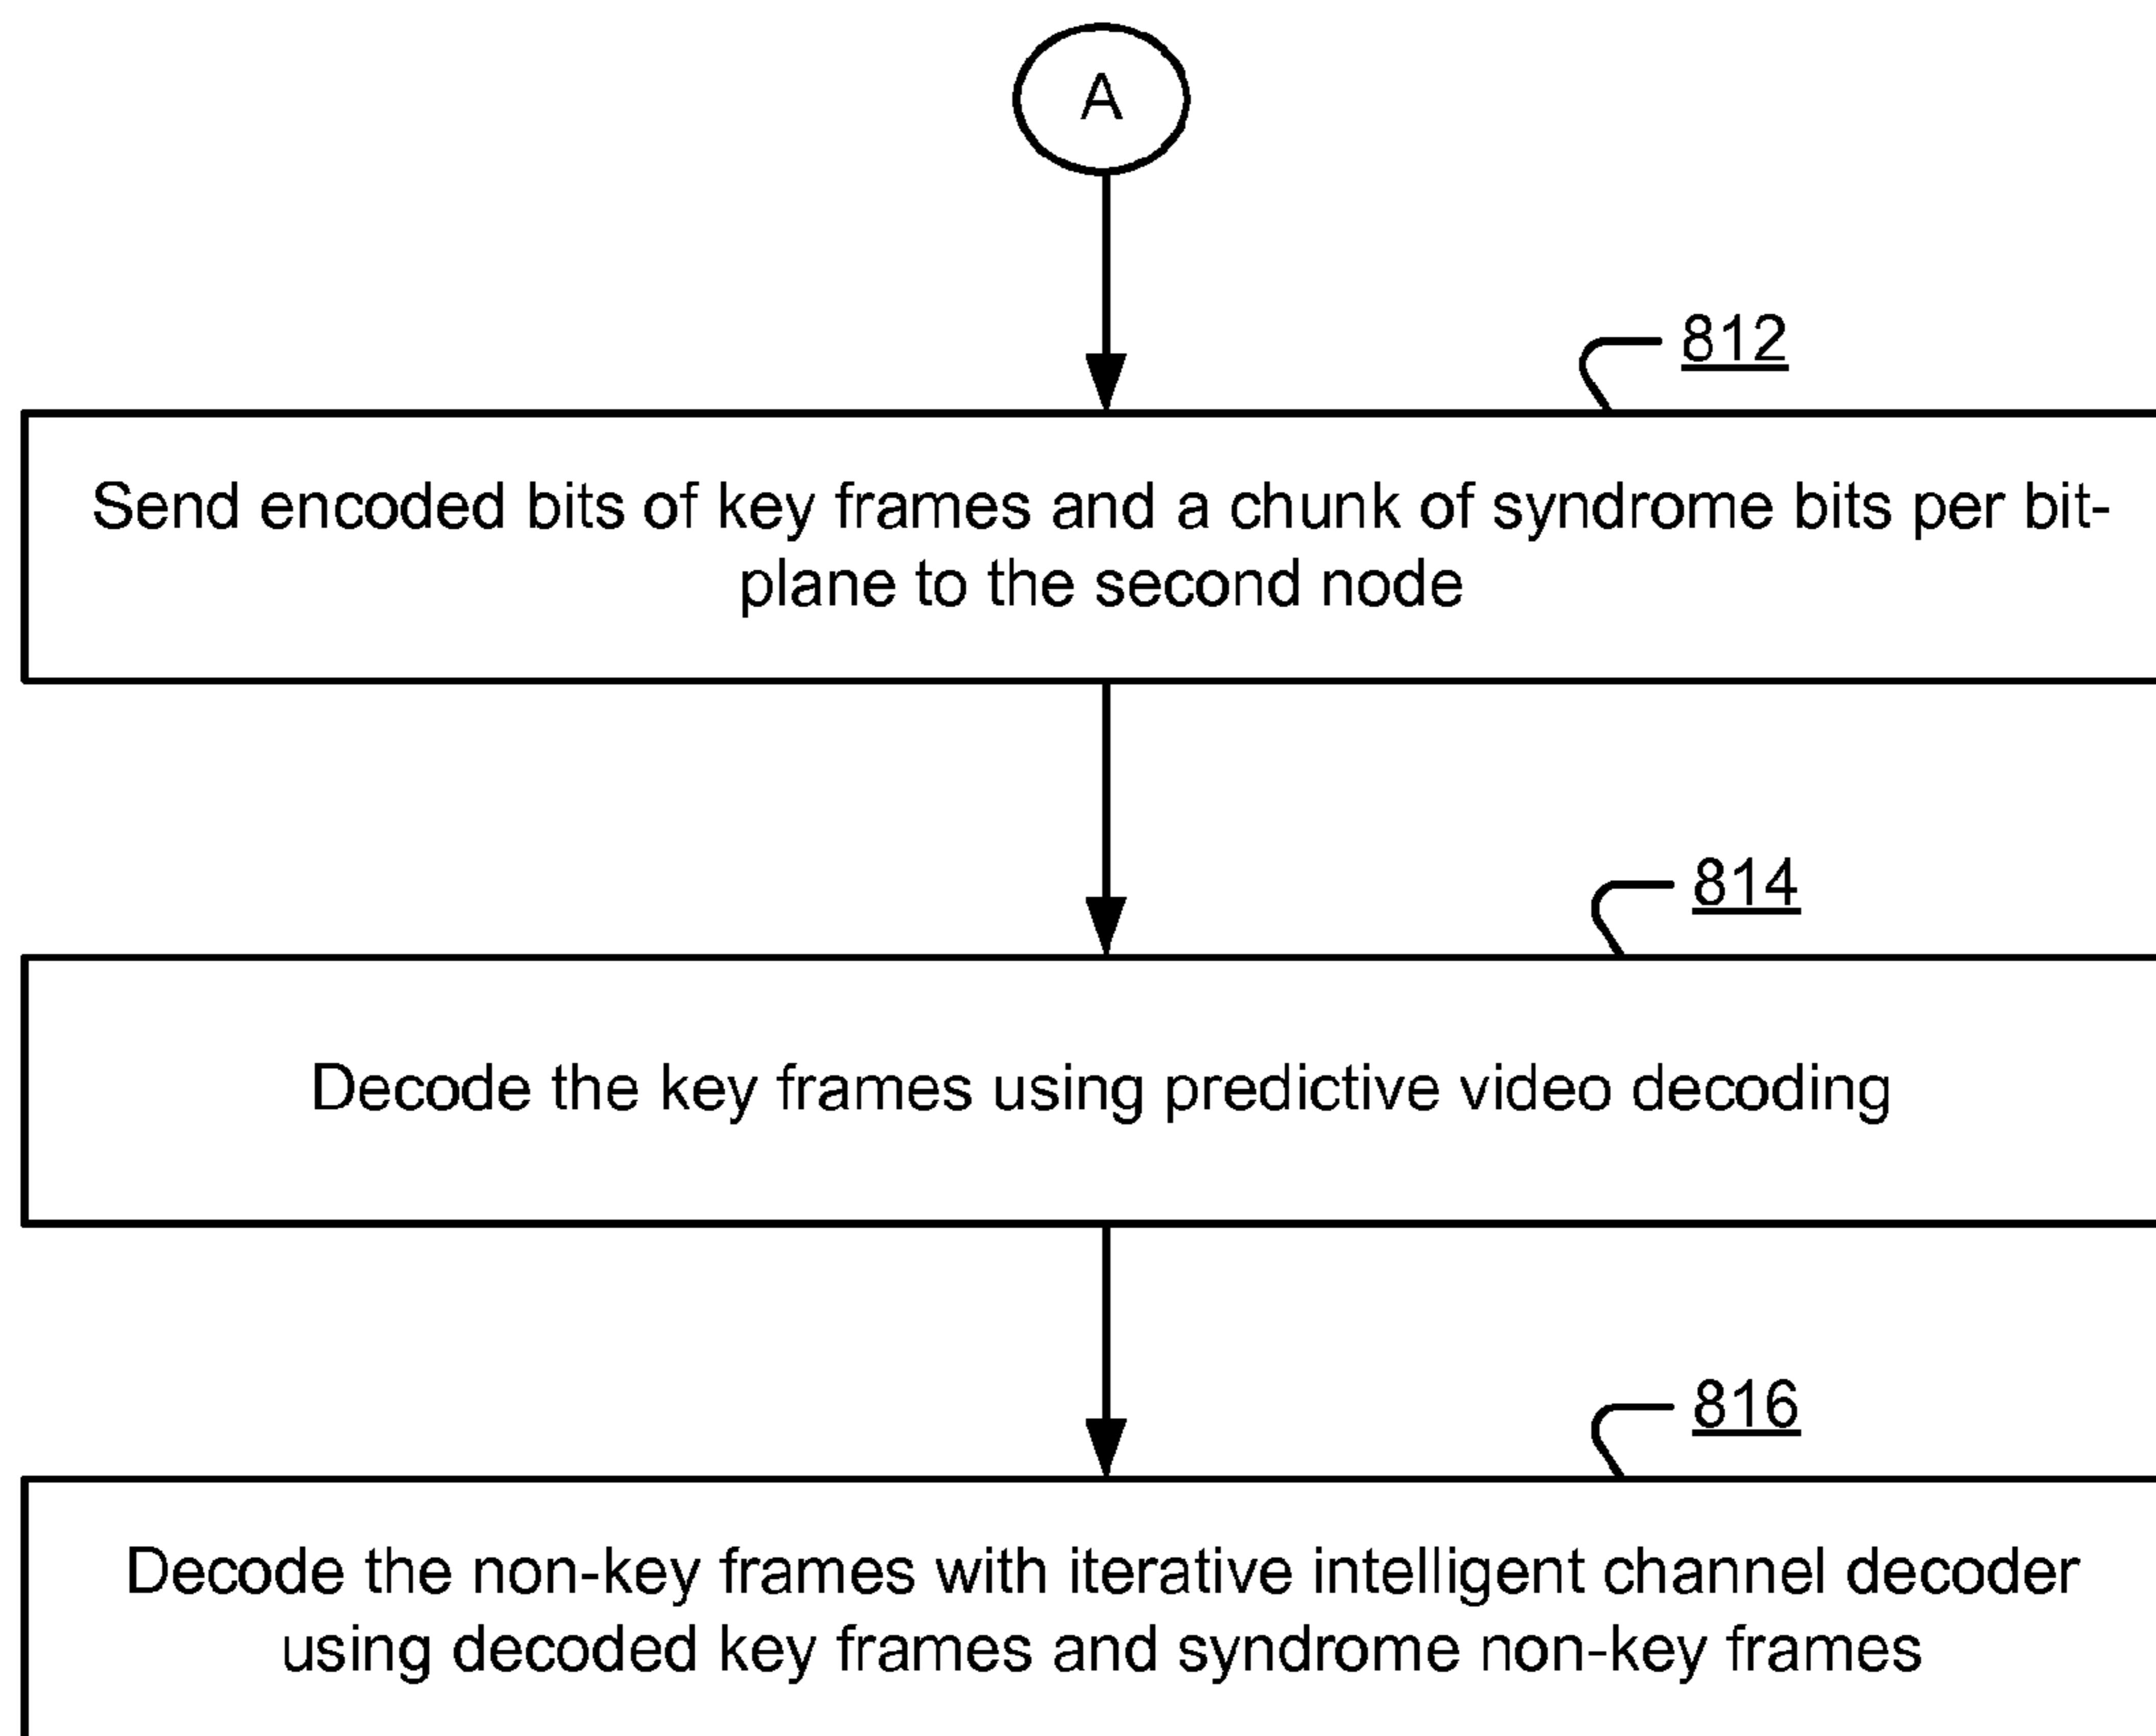 A
812
Send encoded bits of key frames and a chunk of syndrome bits per bit-
plane to the second node
814
Decode the key frames using predictive video decoding
816
Decode the non-key frames with iterative intelligent channel decoder
using decoded key frames and syndrome non-key frames